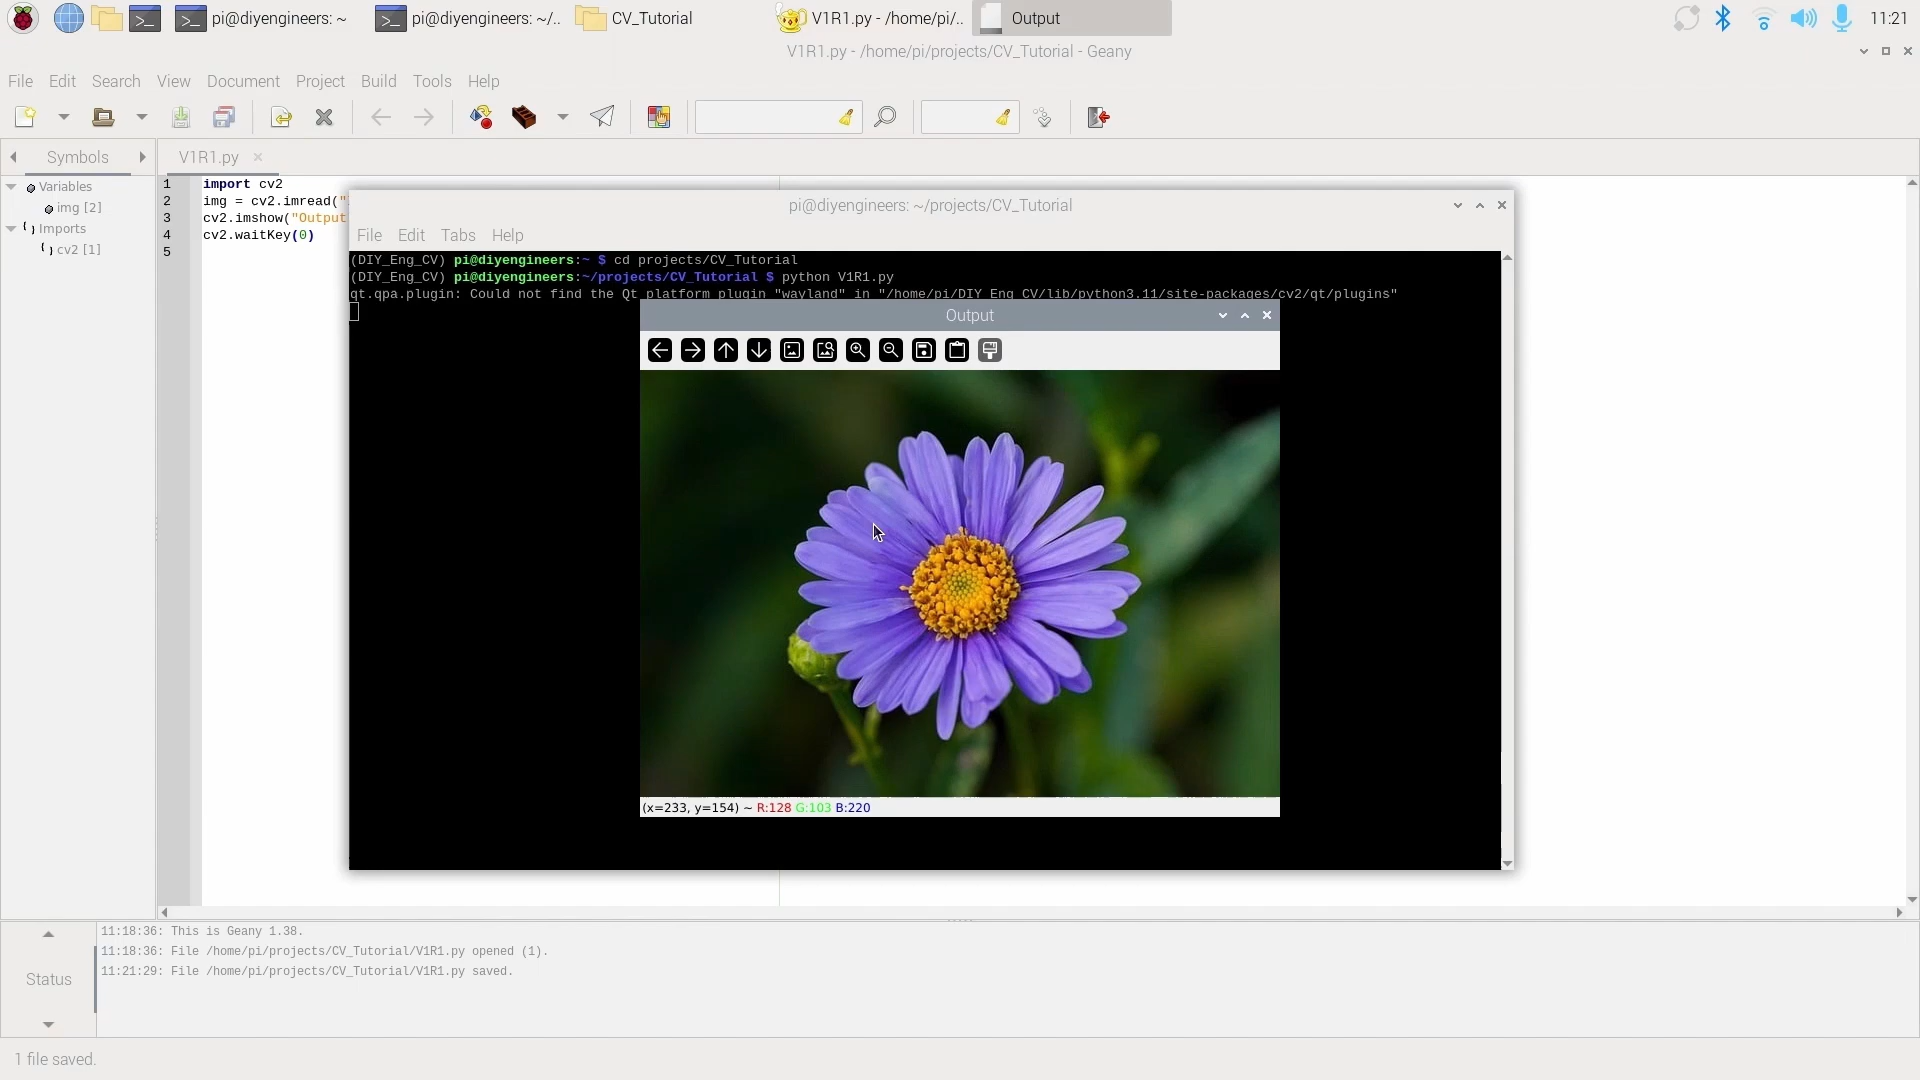 pi@diyengineers: ~
pi@diyengineers: ~/..
CV_Tutorial
V1R1.py - /home/pi/..
Output
11:21
V1R1.py - /home/pi/projects/CV_Tutorial - Geany
File Edit Search View Document Project Build Tools Help
Symbols
V1R1.py
Variables
img [2]
Imports
cv2 [1]
1 import cv2
2 img = cv2.imread("
3 cv2.imshow("Output
4 cv2.waitKey(0)
5
pi@diyengineers: ~/projects/CV_Tutorial
File Edit Tabs Help
(DIY_Eng_CV) pi@diyengineers:~ $ cd projects/CV_Tutorial
(DIY_Eng_CV) pi@diyengineers:~/projects/CV_Tutorial $ python V1R1.py
qt.qpa.plugin: Could not find the Qt platform plugin "wayland" in "/home/pi/DIY_Eng_CV/lib/python3.11/site-packages/cv2/qt/plugins"
Output
(x=233, y=154) ~ R:128 G:103 B:220
Status
11:18:36: This is Geany 1.38.
11:18:36: File /home/pi/projects/CV_Tutorial/V1R1.py opened (1).
11:21:29: File /home/pi/projects/CV_Tutorial/V1R1.py saved.
1 file saved.